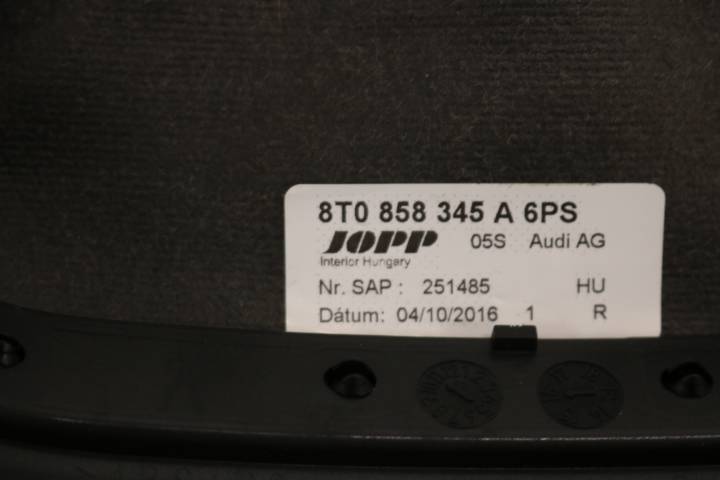 8T0 858 345 A 6PS
JOPP 05S Audi AG
Interior Hungary
Nr. SAP : 251485 HU
Dátum: 04/10/2016 1 R